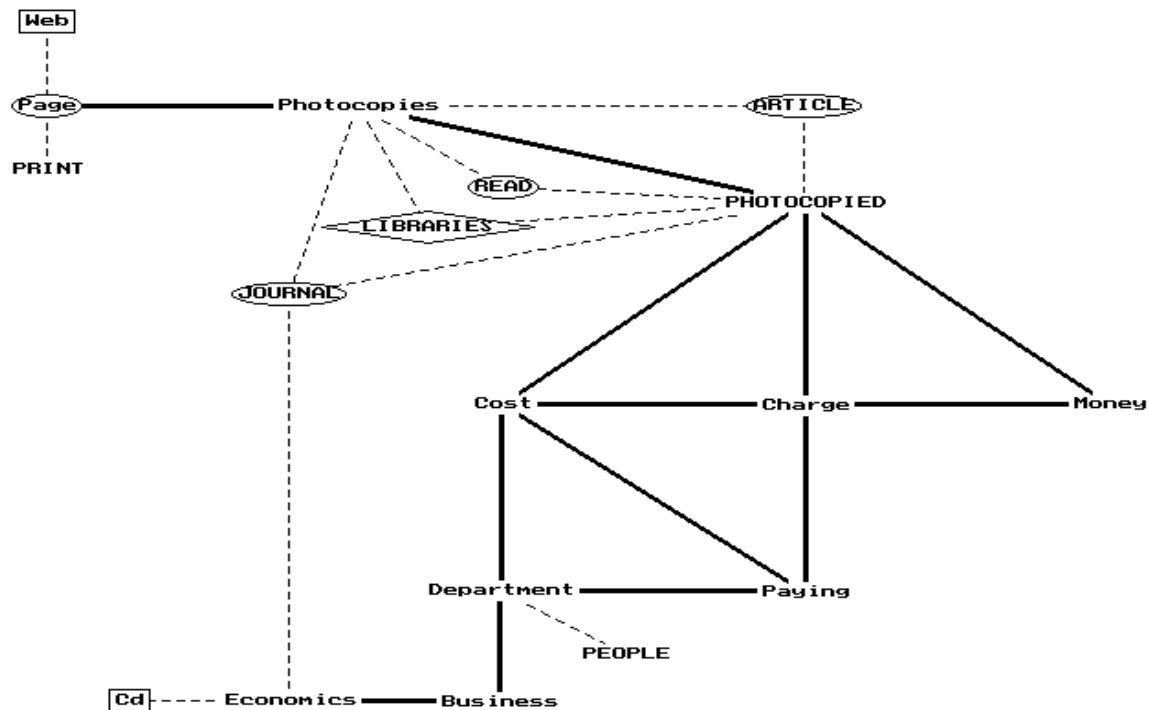 Web
Page Photocopies ARTICLE
PRINT
READ
PHOTOCOPIED
LIBRARIES
JOURNAL
Cost Charge Money
Department Paying
PEOPLE
Cd Economics Business